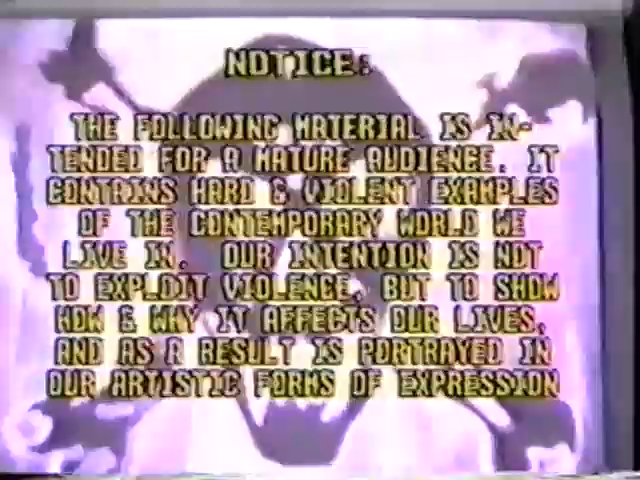 NOTICE:
THE FOLLOWING MATERIAL IS IN-
TENDED FOR A MATURE AUDIENCE. IT
CONTAINS HARD & VIOLENT EXAMPLES
OF THE CONTEMPORARY WORLD WE
LIVE IN. OUR INTENTION IS NOT
TO EXPLOIT VIOLENCE, BUT TO SHOW
HOW & WHY IT AFFECTS OUR LIVES,
AND AS A RESULT IS PORTRAYED IN
OUR ARTISTIC FORMS OF EXPRESSION